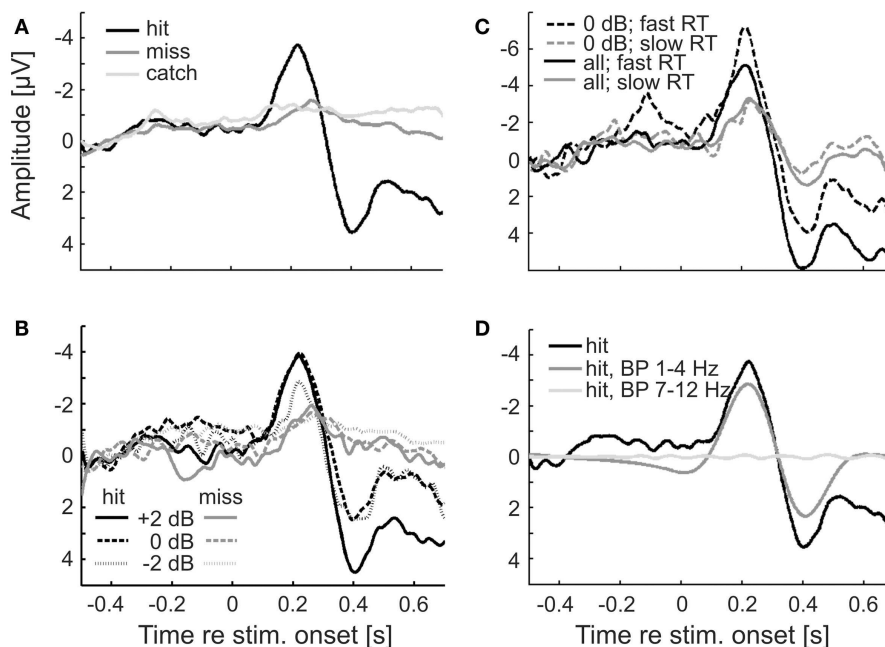 A
-4
-2
0
2
4
Amplitude [µV]
hit
miss
catch
C
-6
-4
-2
0
2
4
0 dB; fast RT
0 dB; slow RT
all; fast RT
all; slow RT
B
-4
-2
0
2
4
hit miss
+2 dB
0 dB
-2 dB
-0.4 -0.2 0 0.2 0.4 0.6
Time re stim. onset [s]
D
-4
-2
0
2
4
hit
hit, BP 1-4 Hz
hit, BP 7-12 Hz
-0.4 -0.2 0 0.2 0.4 0.6
Time re stim. onset [s]